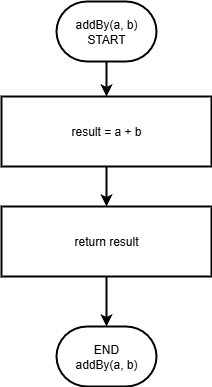 addBy(a, b)
START
result = a + b
return result
END
addBy(a, b)